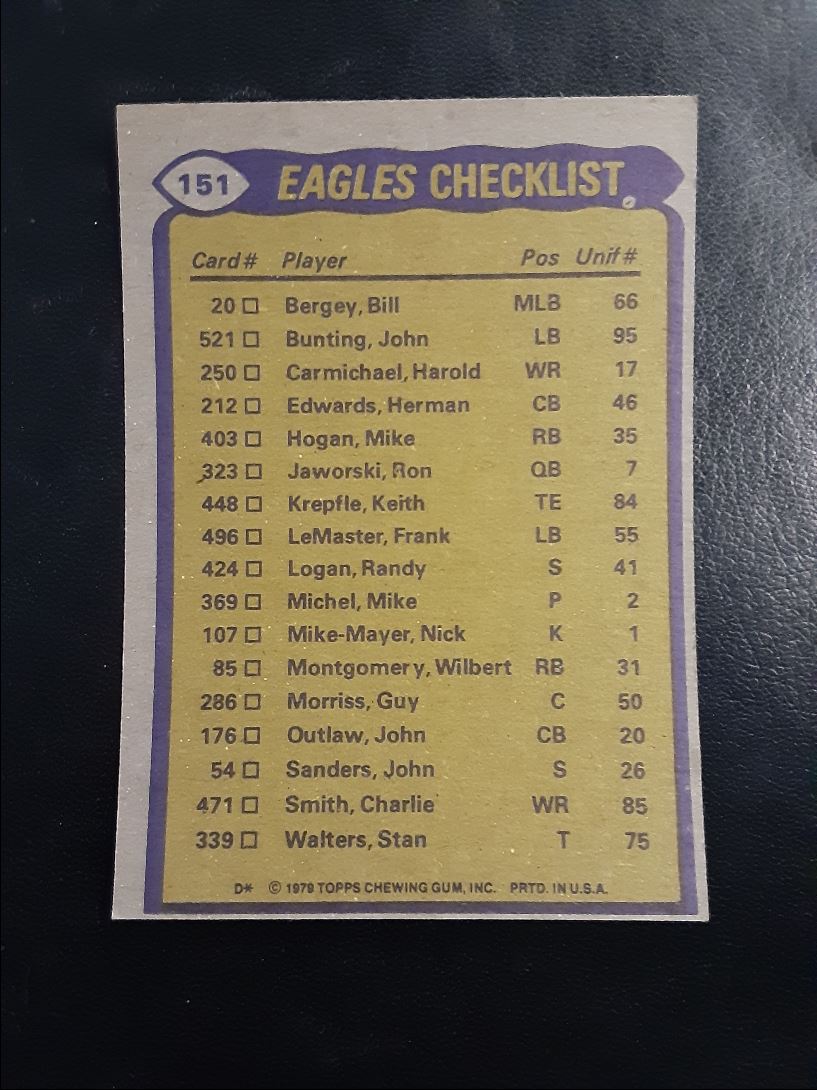 151 EAGLES CHECKLIST
Card # Player Pos Unif #
20 □ Bergey, Bill MLB 66
521 □ Bunting, John LB 95
250 □ Carmichael, Harold WR 17
212 □ Edwards, Herman CB 46
403 □ Hogan, Mike RB 35
323 □ Jaworski, Ron QB 7
448 □ Krepfle, Keith TE 84
496 □ LeMaster, Frank LB 55
424 □ Logan, Randy S 41
369 □ Michel, Mike P 2
107 □ Mike-Mayer, Nick K 1
85 □ Montgomery, Wilbert RB 31
286 □ Morriss, Guy C 50
176 □ Outlaw, John CB 20
54 □ Sanders, John S 26
471 □ Smith, Charlie WR 85
339 □ Walters, Stan T 75
D* © 1979 TOPPS CHEWING GUM, INC. PRTD. IN U.S.A.